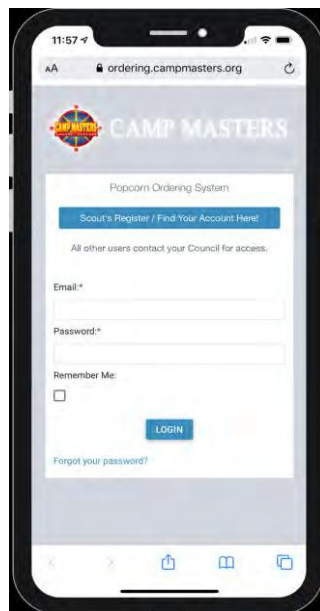 11:57
AA ordering.campmasters.org
CAMP MASTERS
CAMP MASTERS
Popcorn Ordering System
Scout's Register / Find Your Account Here!
All other users contact your Council for access.
Email:*
Password:*
Remember Me:
LOGIN
Forgot your password?